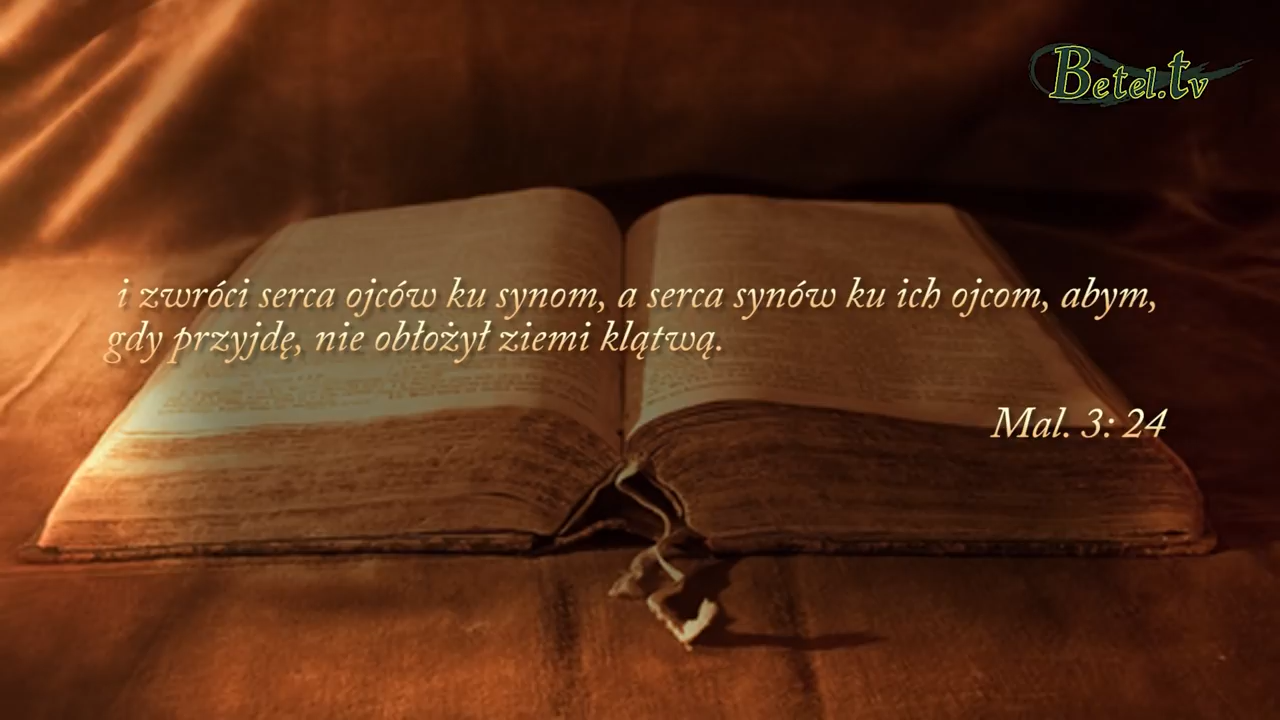 Betel.tv
i zwróci serca ojców ku synom, a serca synów ku ich ojcom, abym,
gdy przyjdę, nie obłożył ziemi klątwą.
Mal. 3: 24